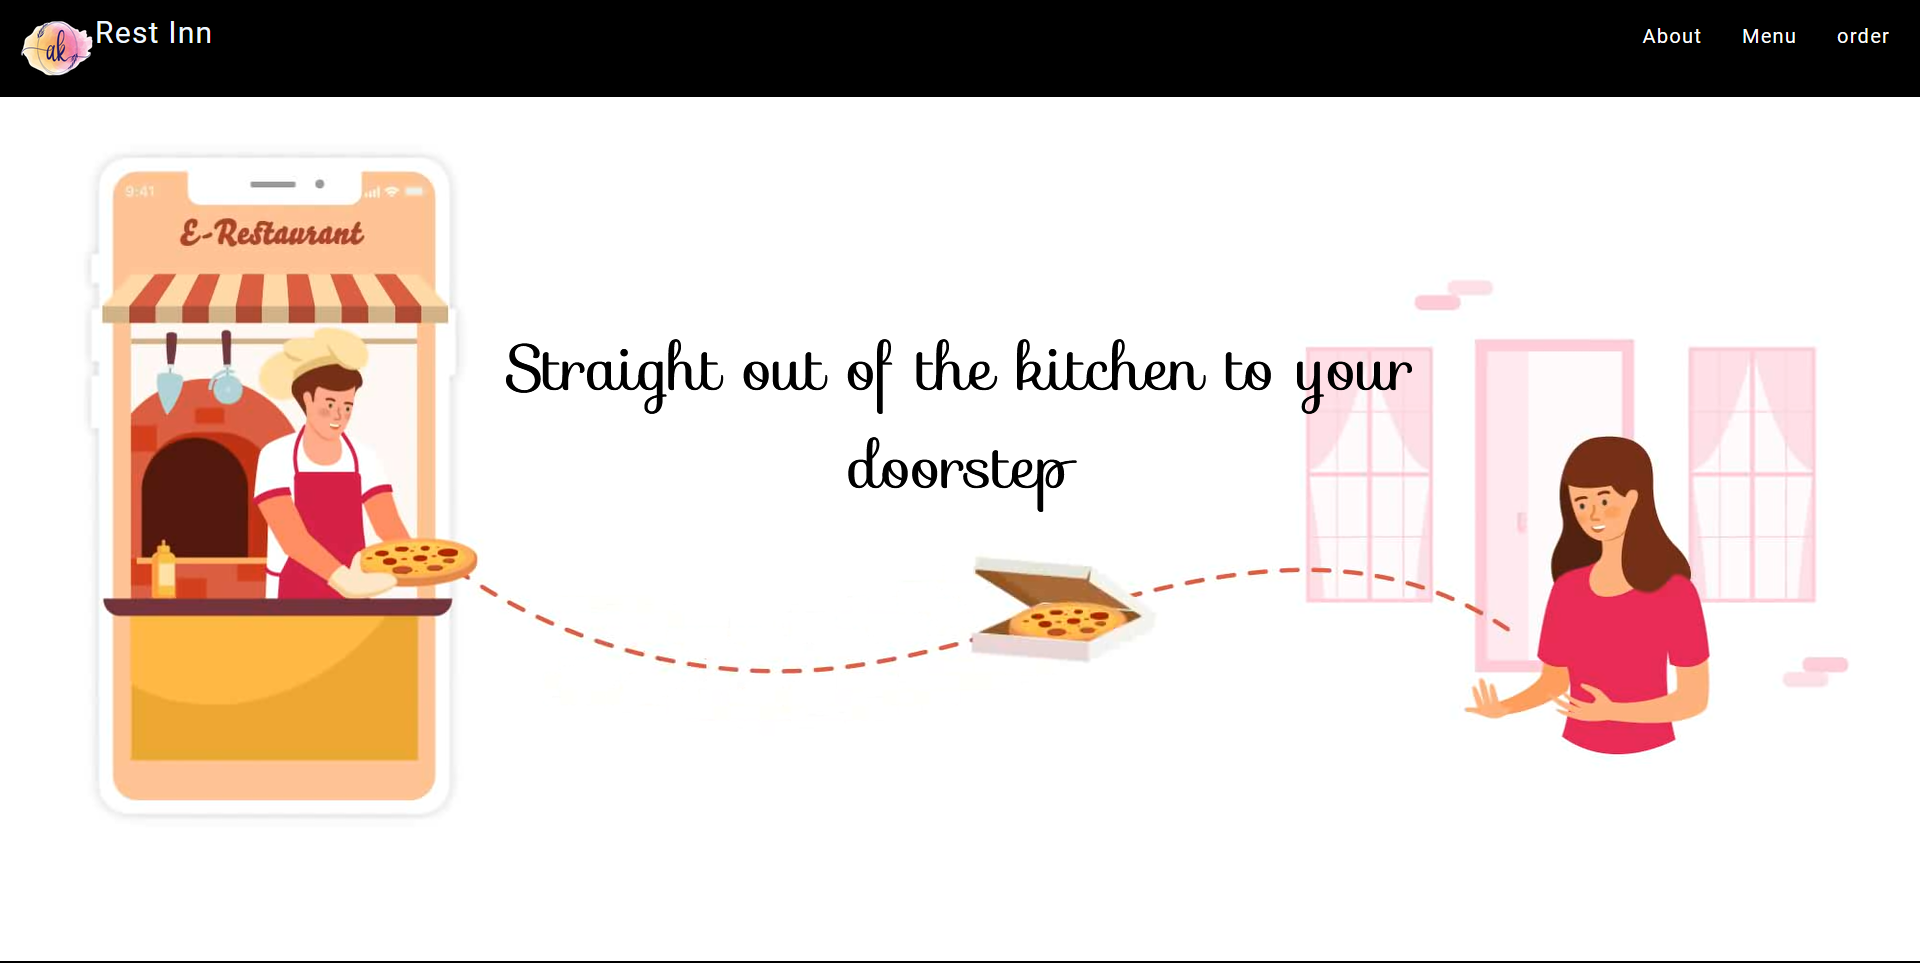 ak
Rest Inn
About
Menu
order
9:41
E-Restaurant
Straight out of the kitchen to your
doorstep